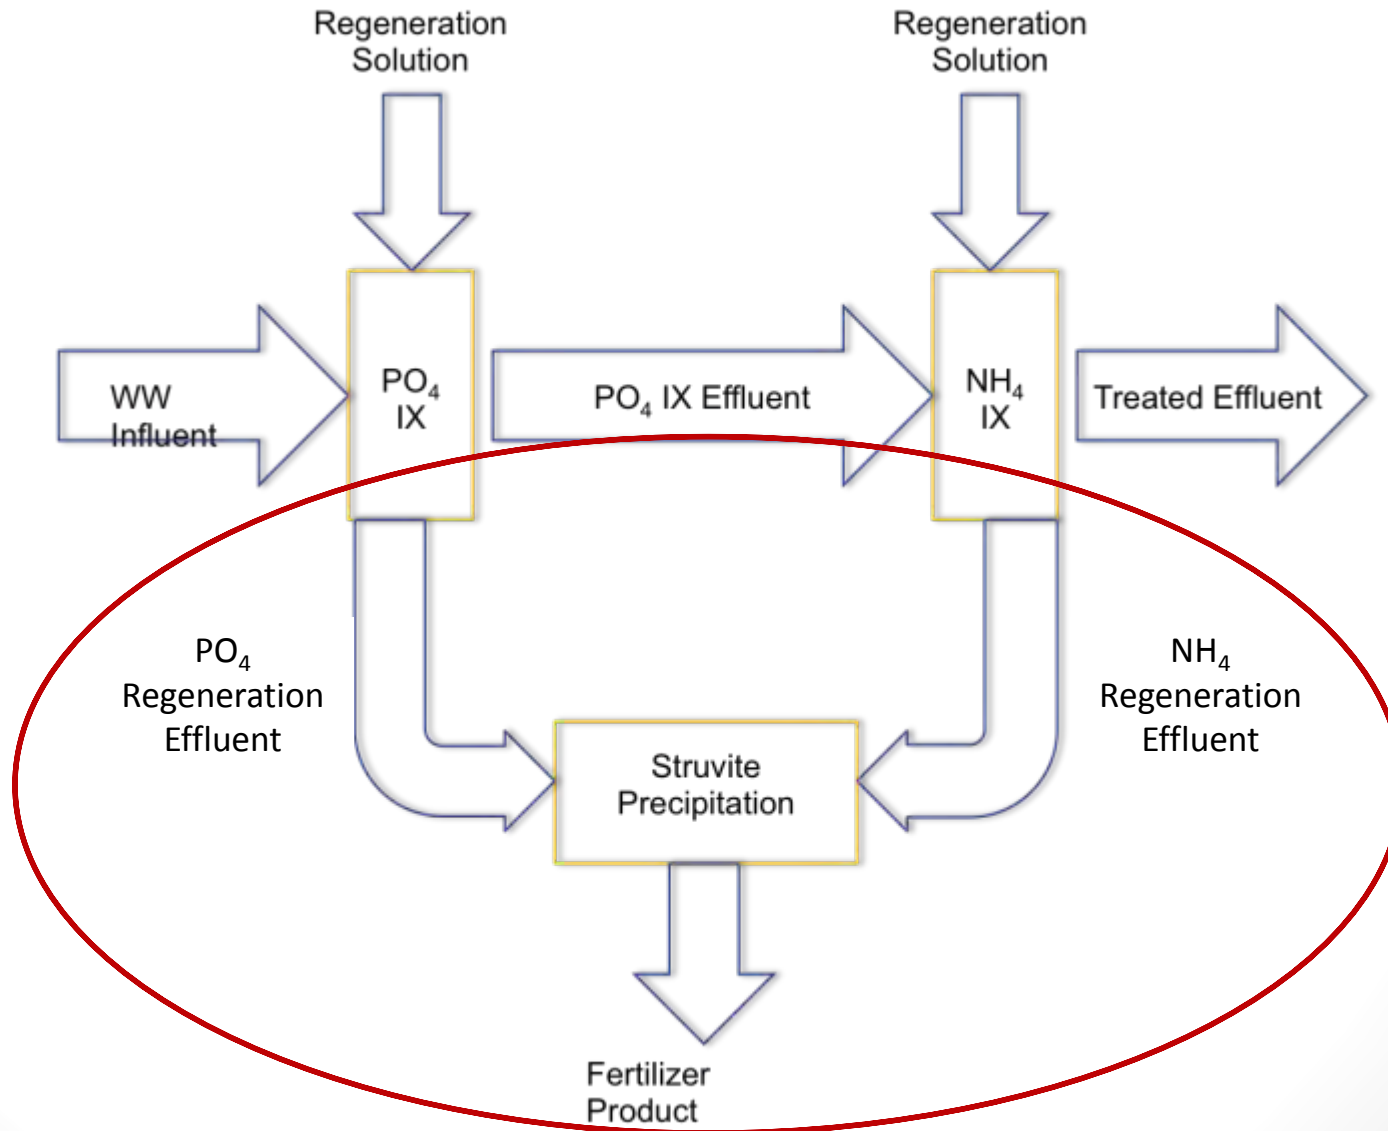 Regeneration
Solution
Regeneration
Solution
WW
Influent
PO₄
IX
PO₄ IX Effluent
NH₄
IX
Treated Effluent
PO₄
Regeneration
Effluent
NH₄
Regeneration
Effluent
Struvite
Precipitation
Fertilizer
Product